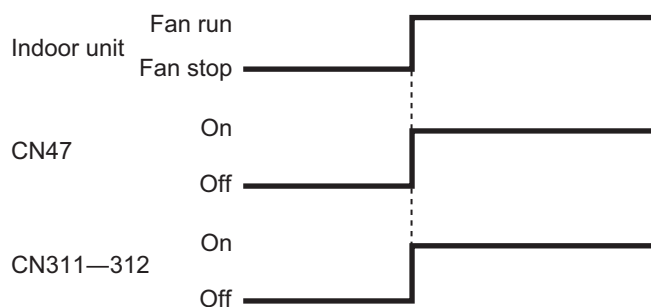 Fan run
Indoor unit
Fan stop
On
CN47
Off
On
CN311—312
Off